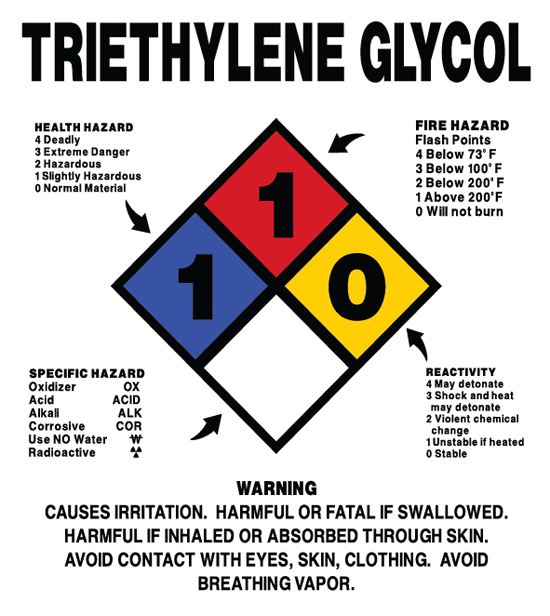 TRIETHYLENE GLYCOL
HEALTH HAZARD
4 Deadly
3 Extreme Danger
2 Hazardous
1 Slightly Hazardous
0 Normal Material
FIRE HAZARD
Flash Points
4 Below 73° F
3 Below 100° F
2 Below 200° F
1 Above 200° F
0 Will not burn
1
1
0
SPECIFIC HAZARD
Oxidizer OX
Acid ACID
Alkali ALK
Corrosive COR
Use NO Water W
Radioactive ☢
REACTIVITY
4 May detonate
3 Shock and heat
may detonate
2 Violent chemical
change
1 Unstable if heated
0 Stable
WARNING
CAUSES IRRITATION. HARMFUL OR FATAL IF SWALLOWED.
HARMFUL IF INHALED OR ABSORBED THROUGH SKIN.
AVOID CONTACT WITH EYES, SKIN, CLOTHING. AVOID
BREATHING VAPOR.